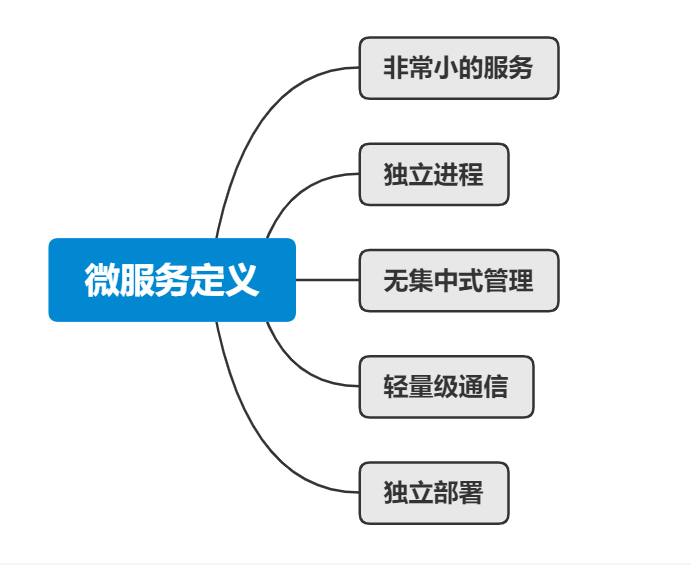 非常小的服务
独立进程
微服务定义
无集中式管理
轻量级通信
独立部署